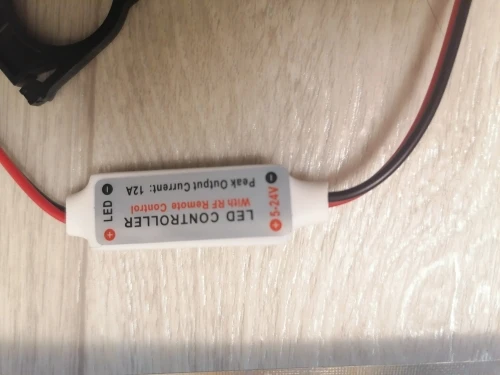 LED CONTROLLER
With RF Remote Control
Peak Output Current: 12A
+ 5-24V -
+ LED -